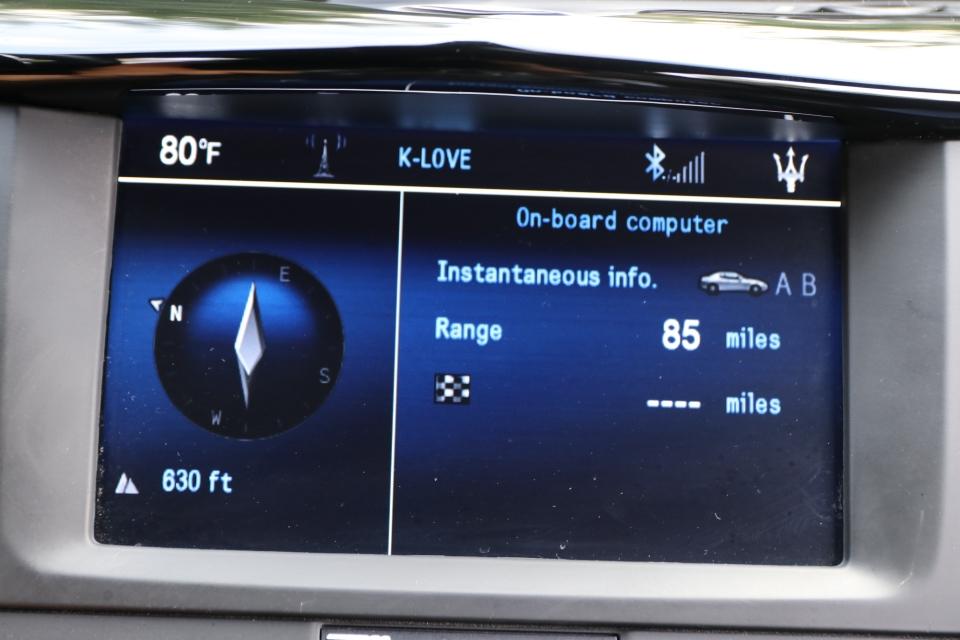 80°F K-LOVE
On-board computer
Instantaneous info. A B
Range 85 miles
---- miles
E
N
S
W
630 ft